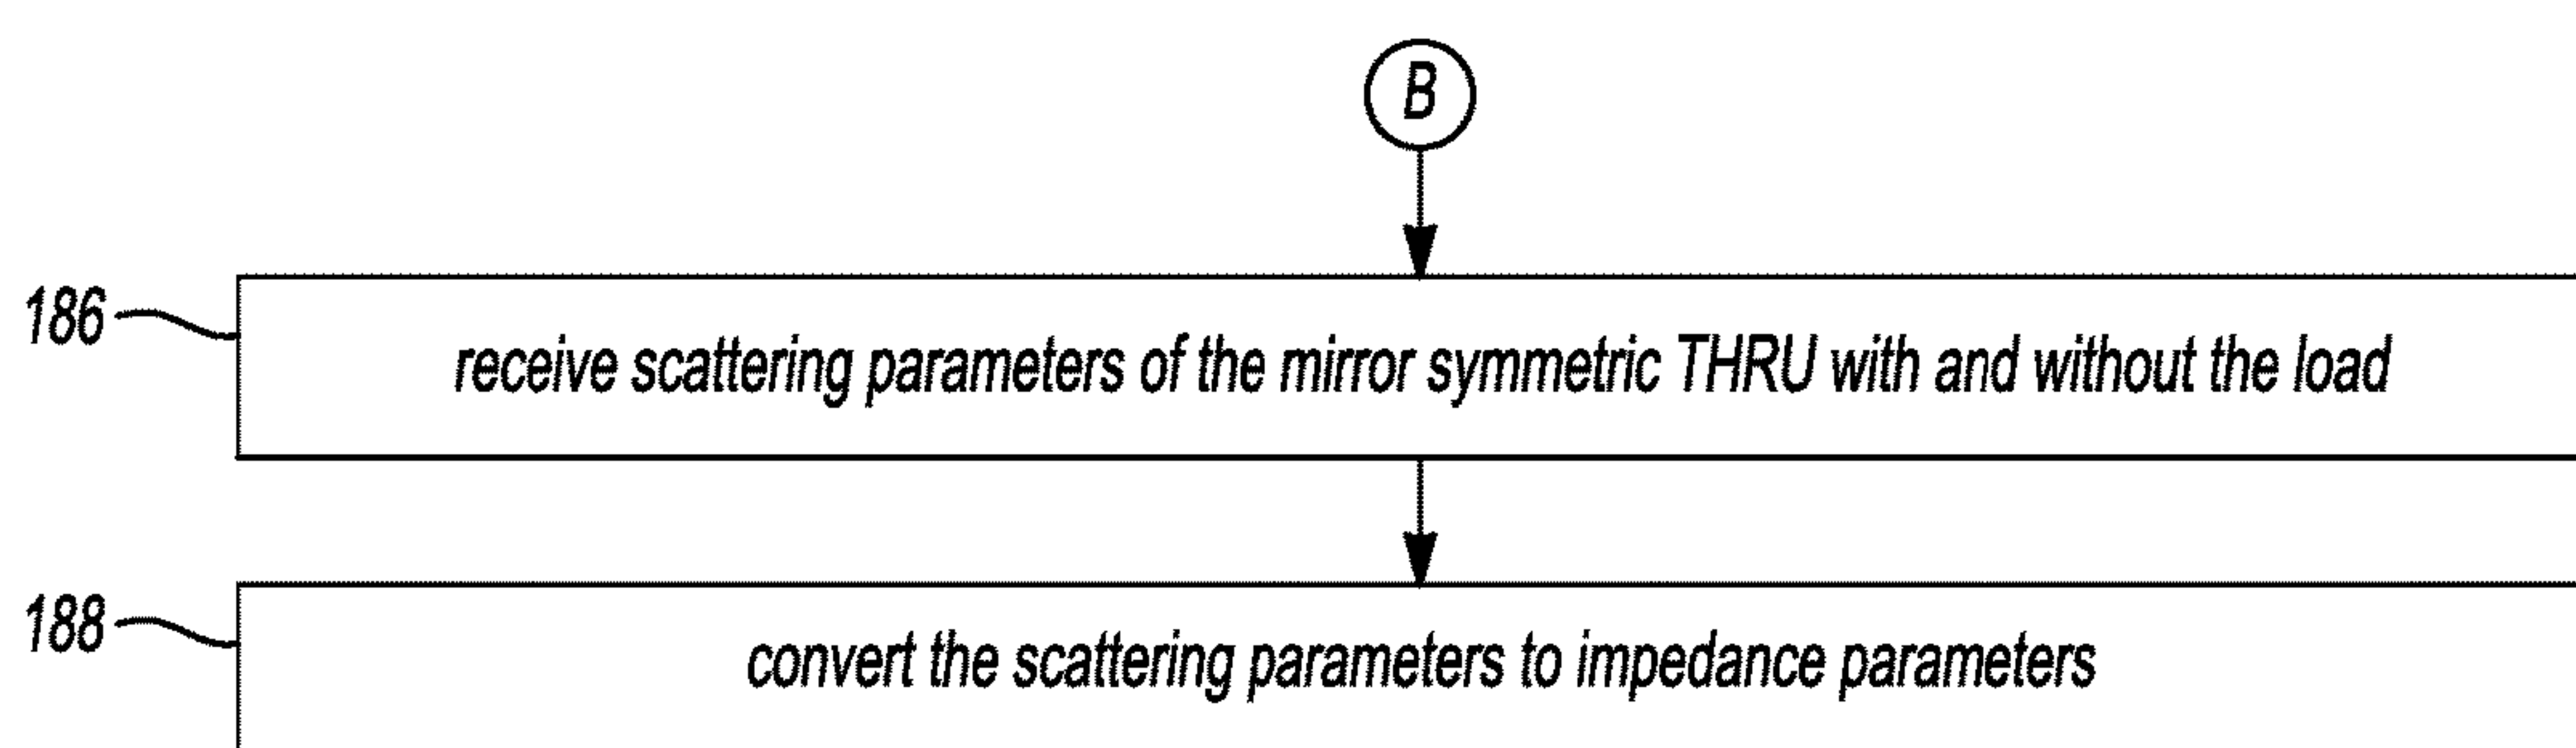 B
186
receive scattering parameters of the mirror symmetric THRU with and without the load
188
convert the scattering parameters to impedance parameters